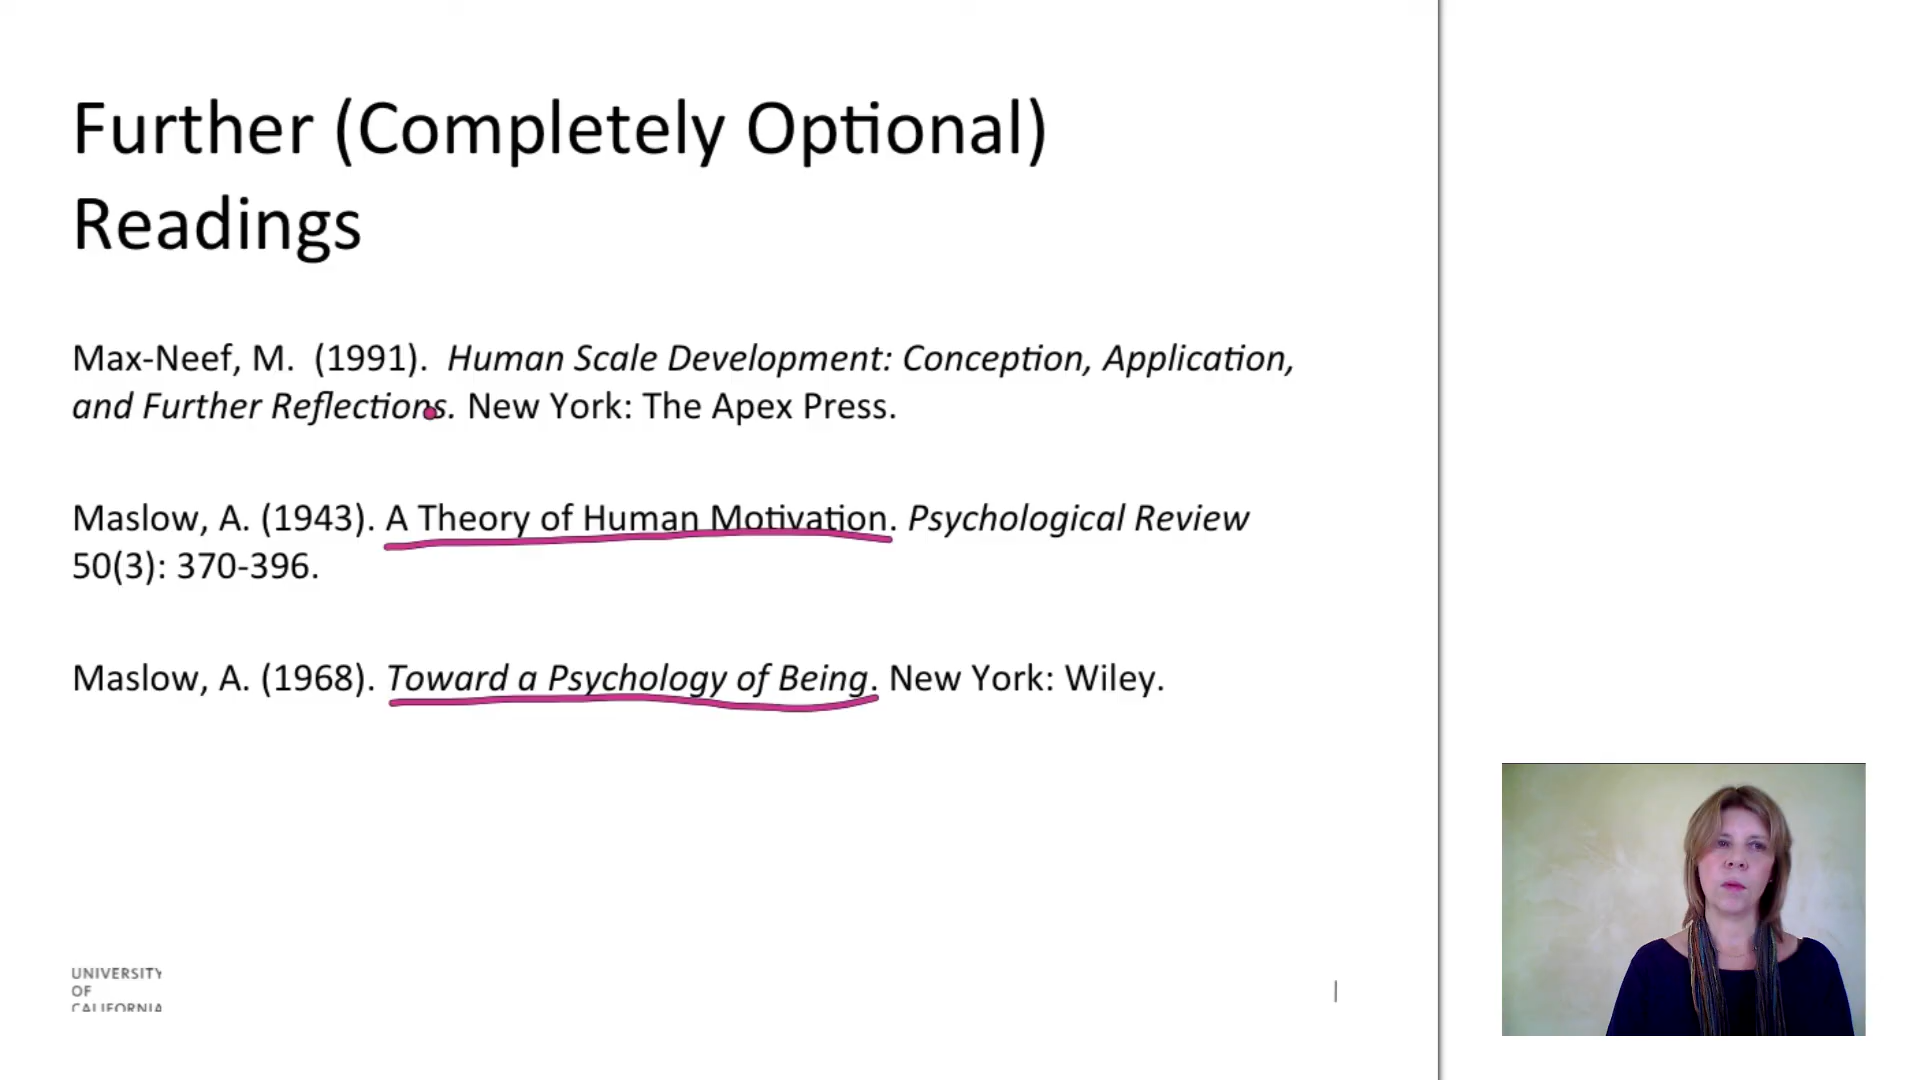 Further (Completely Optional)
Readings
Max-Neef, M. (1991). Human Scale Development: Conception, Application,
and Further Reflections. New York: The Apex Press.
Maslow, A. (1943). A Theory of Human Motivation. Psychological Review
50(3): 370-396.
Maslow, A. (1968). Toward a Psychology of Being. New York: Wiley.
UNIVERSITY
OF
CALIFORNIA